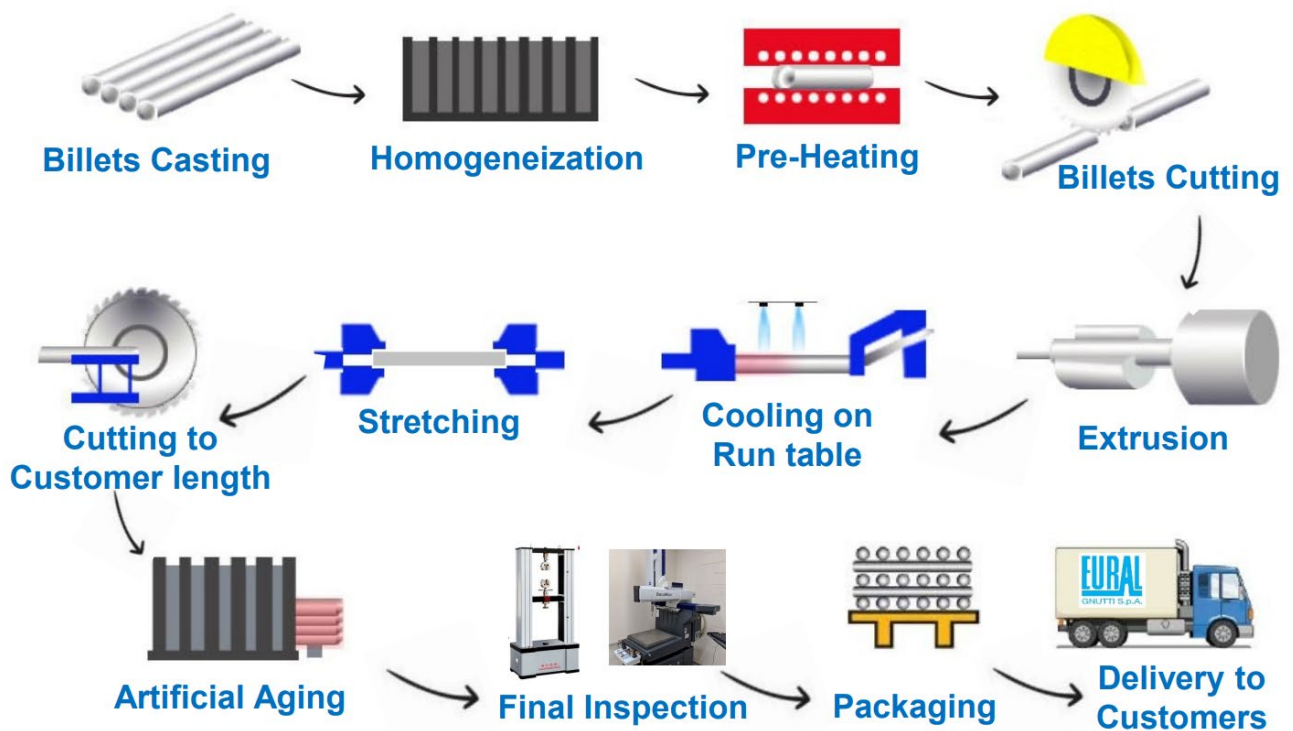 Billets Casting
Homogeneization
Pre-Heating
Billets Cutting
Extrusion
Cooling on
Run table
Stretching
Cutting to
Customer length
Artificial Aging
Final Inspection
Packaging
EURAL
GNUTTI S.p.A.
Delivery to
Customers